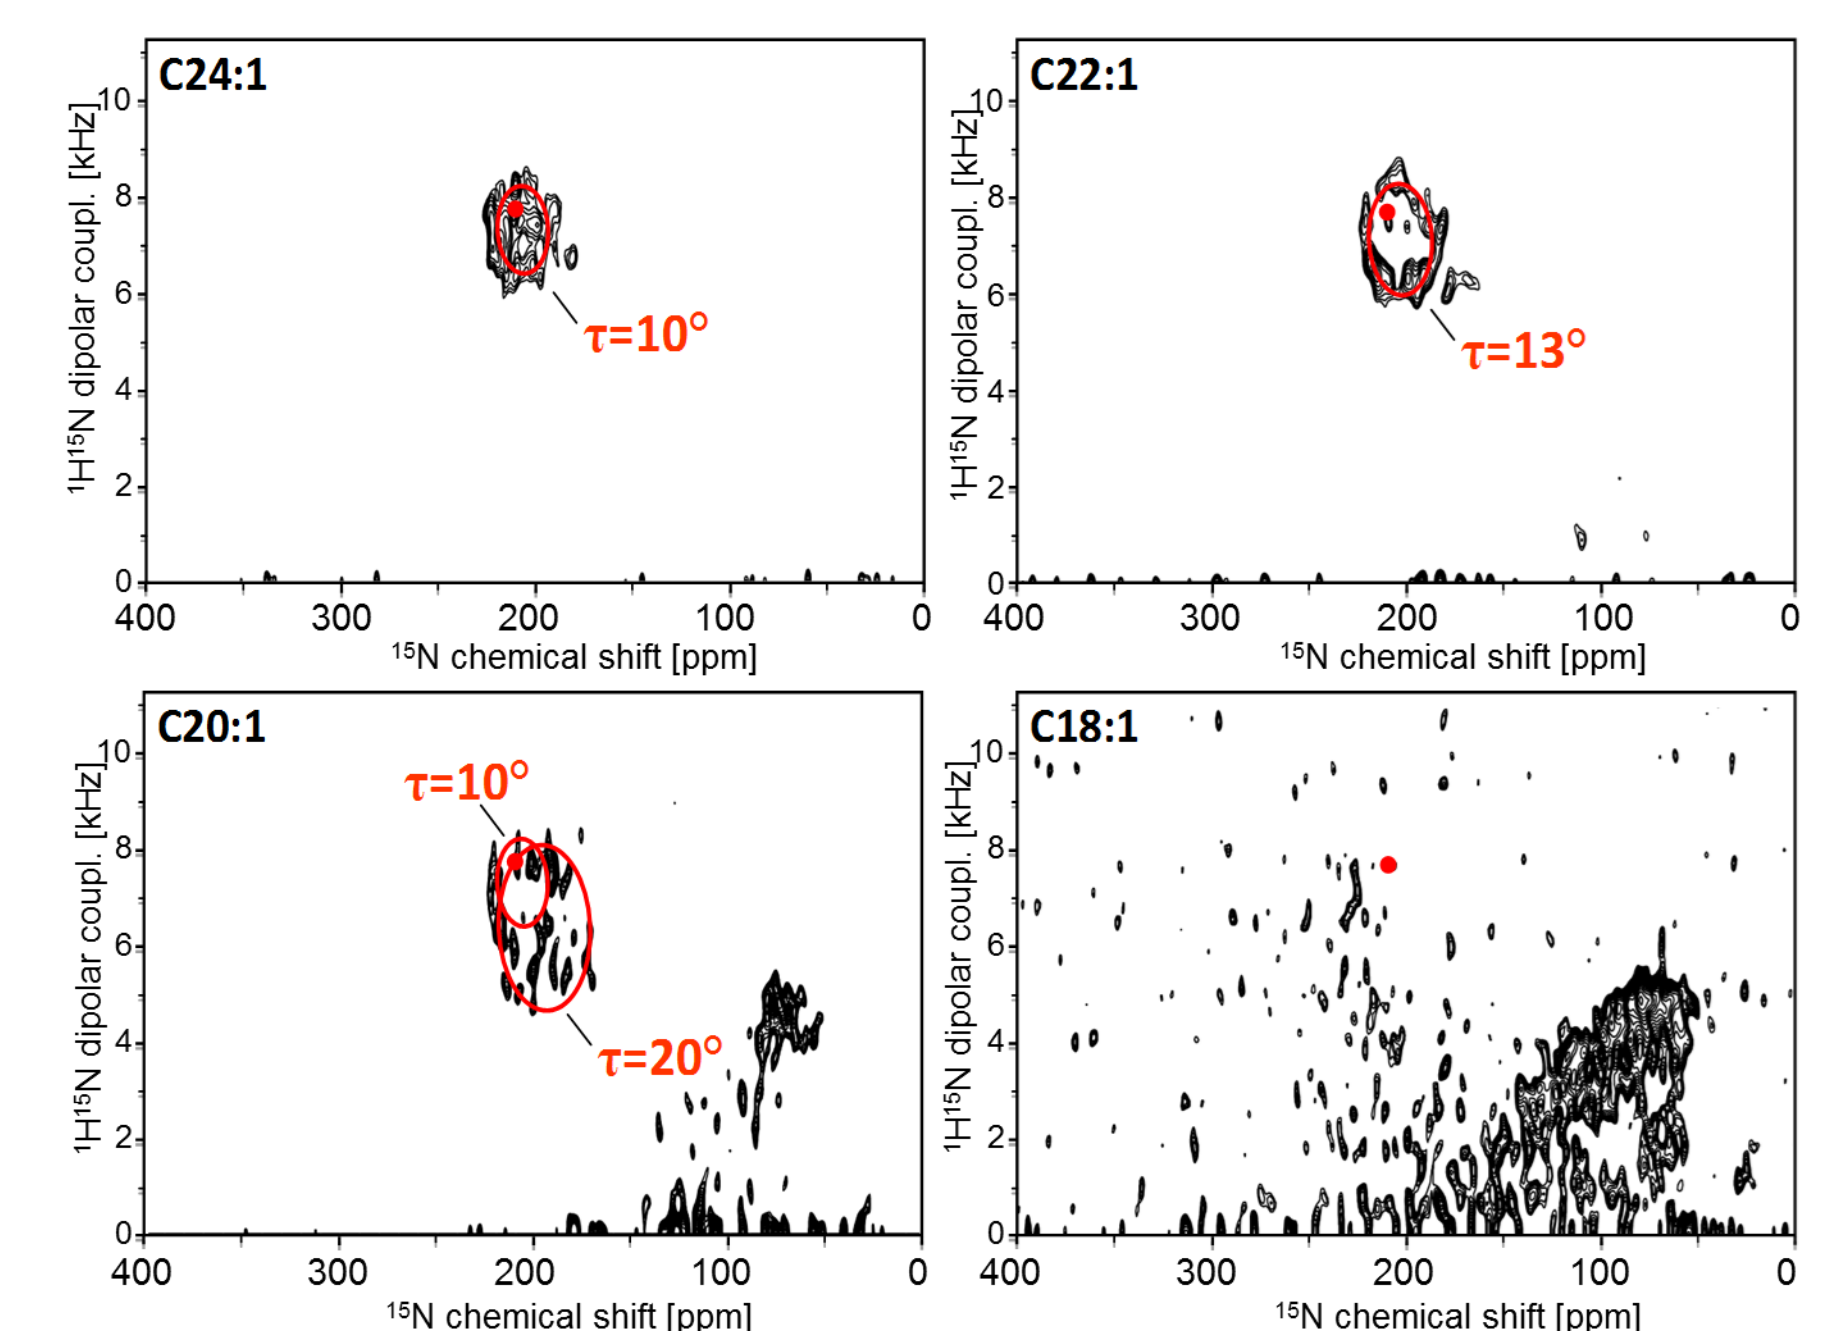 C24:1
10
8
6
4
2
0
¹H¹⁵N dipolar coupl. [kHz]
τ=10°
400 300 200 100 0
¹⁵N chemical shift [ppm]
C22:1
10
8
6
4
2
0
¹H¹⁵N dipolar coupl. [kHz]
τ=13°
400 300 200 100 0
¹⁵N chemical shift [ppm]
C20:1
10
8
6
4
2
0
¹H¹⁵N dipolar coupl. [kHz]
τ=10°
τ=20°
400 300 200 100 0
¹⁵N chemical shift [ppm]
C18:1
10
8
6
4
2
0
¹H¹⁵N dipolar coupl. [kHz]
400 300 200 100 0
¹⁵N chemical shift [ppm]